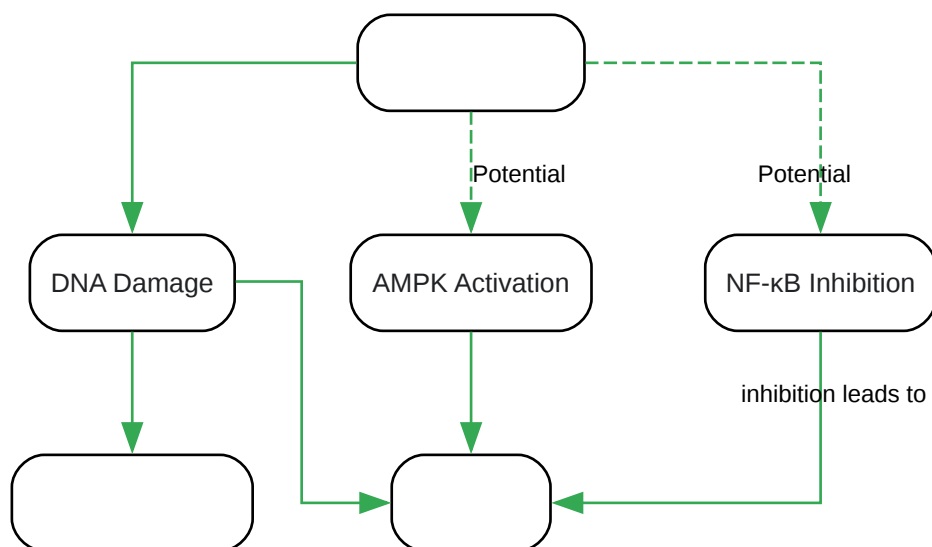 Potential
Potential
DNA Damage
AMPK Activation
NF-κB Inhibition
inhibition leads to